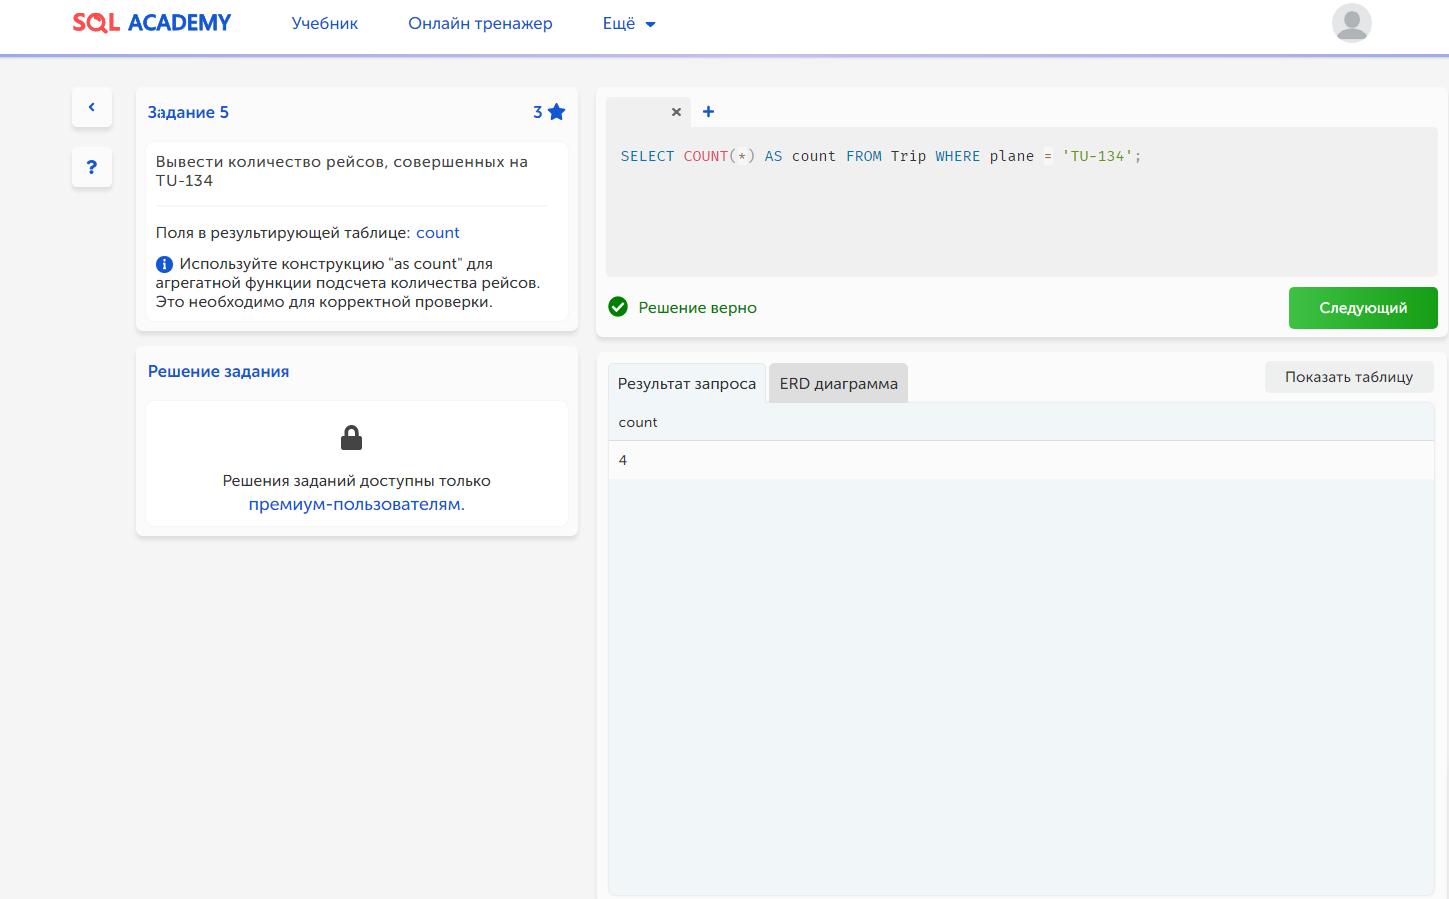 SQL ACADEMY
Учебник
Онлайн тренажер
Ещё
Задание 5
3
Вывести количество рейсов, совершенных на
TU-134
Поля в результирующей таблице: count
Используйте конструкцию "as count" для
агрегатной функции подсчета количества рейсов.
Это необходимо для корректной проверки.
Решение задания
Решения заданий доступны только
премиум-пользователям.
SELECT COUNT(*) AS count FROM Trip WHERE plane = 'TU-134';
Решение верно
Следующий
Результат запроса
ERD диаграмма
Показать таблицу
count
4